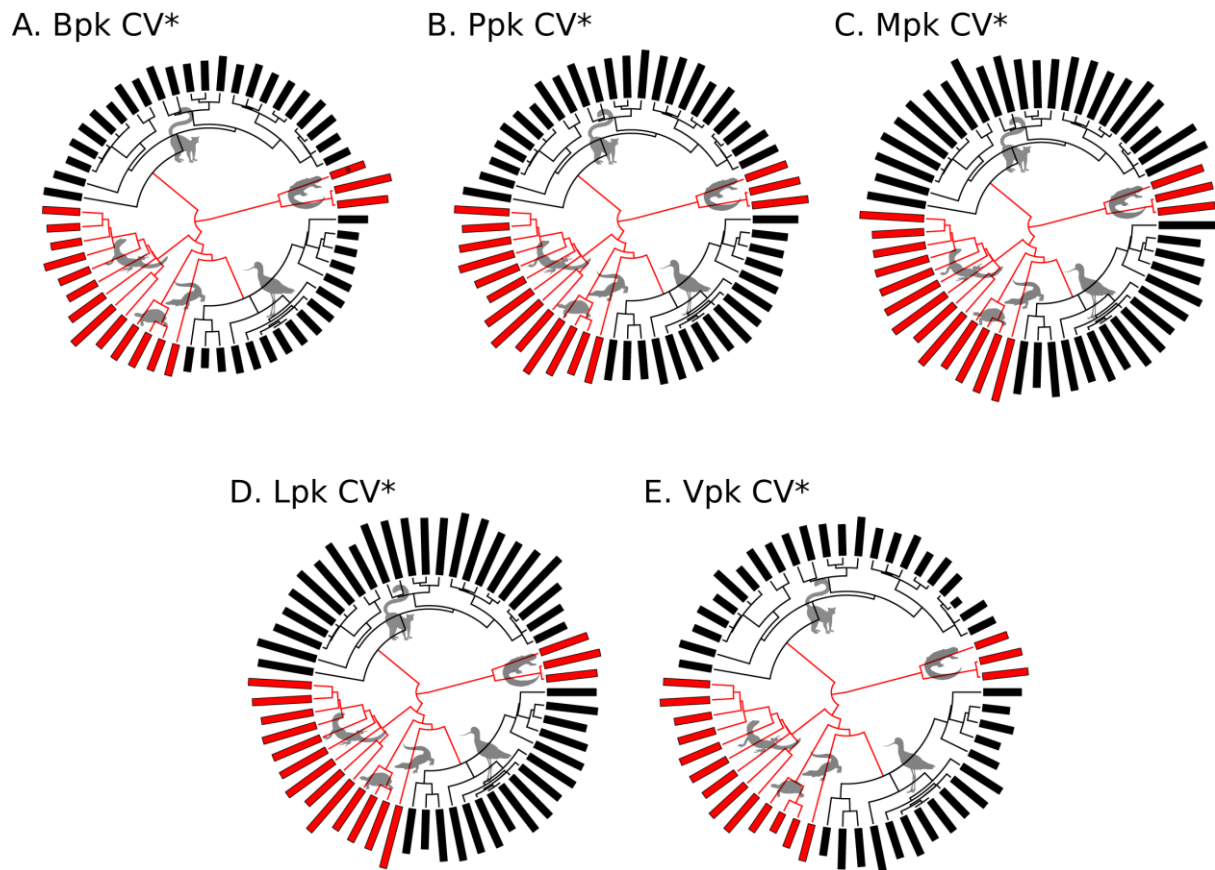 A. Bpk CV*
B. Ppk CV*
C. Mpk CV*
D. Lpk CV*
E. Vpk CV*